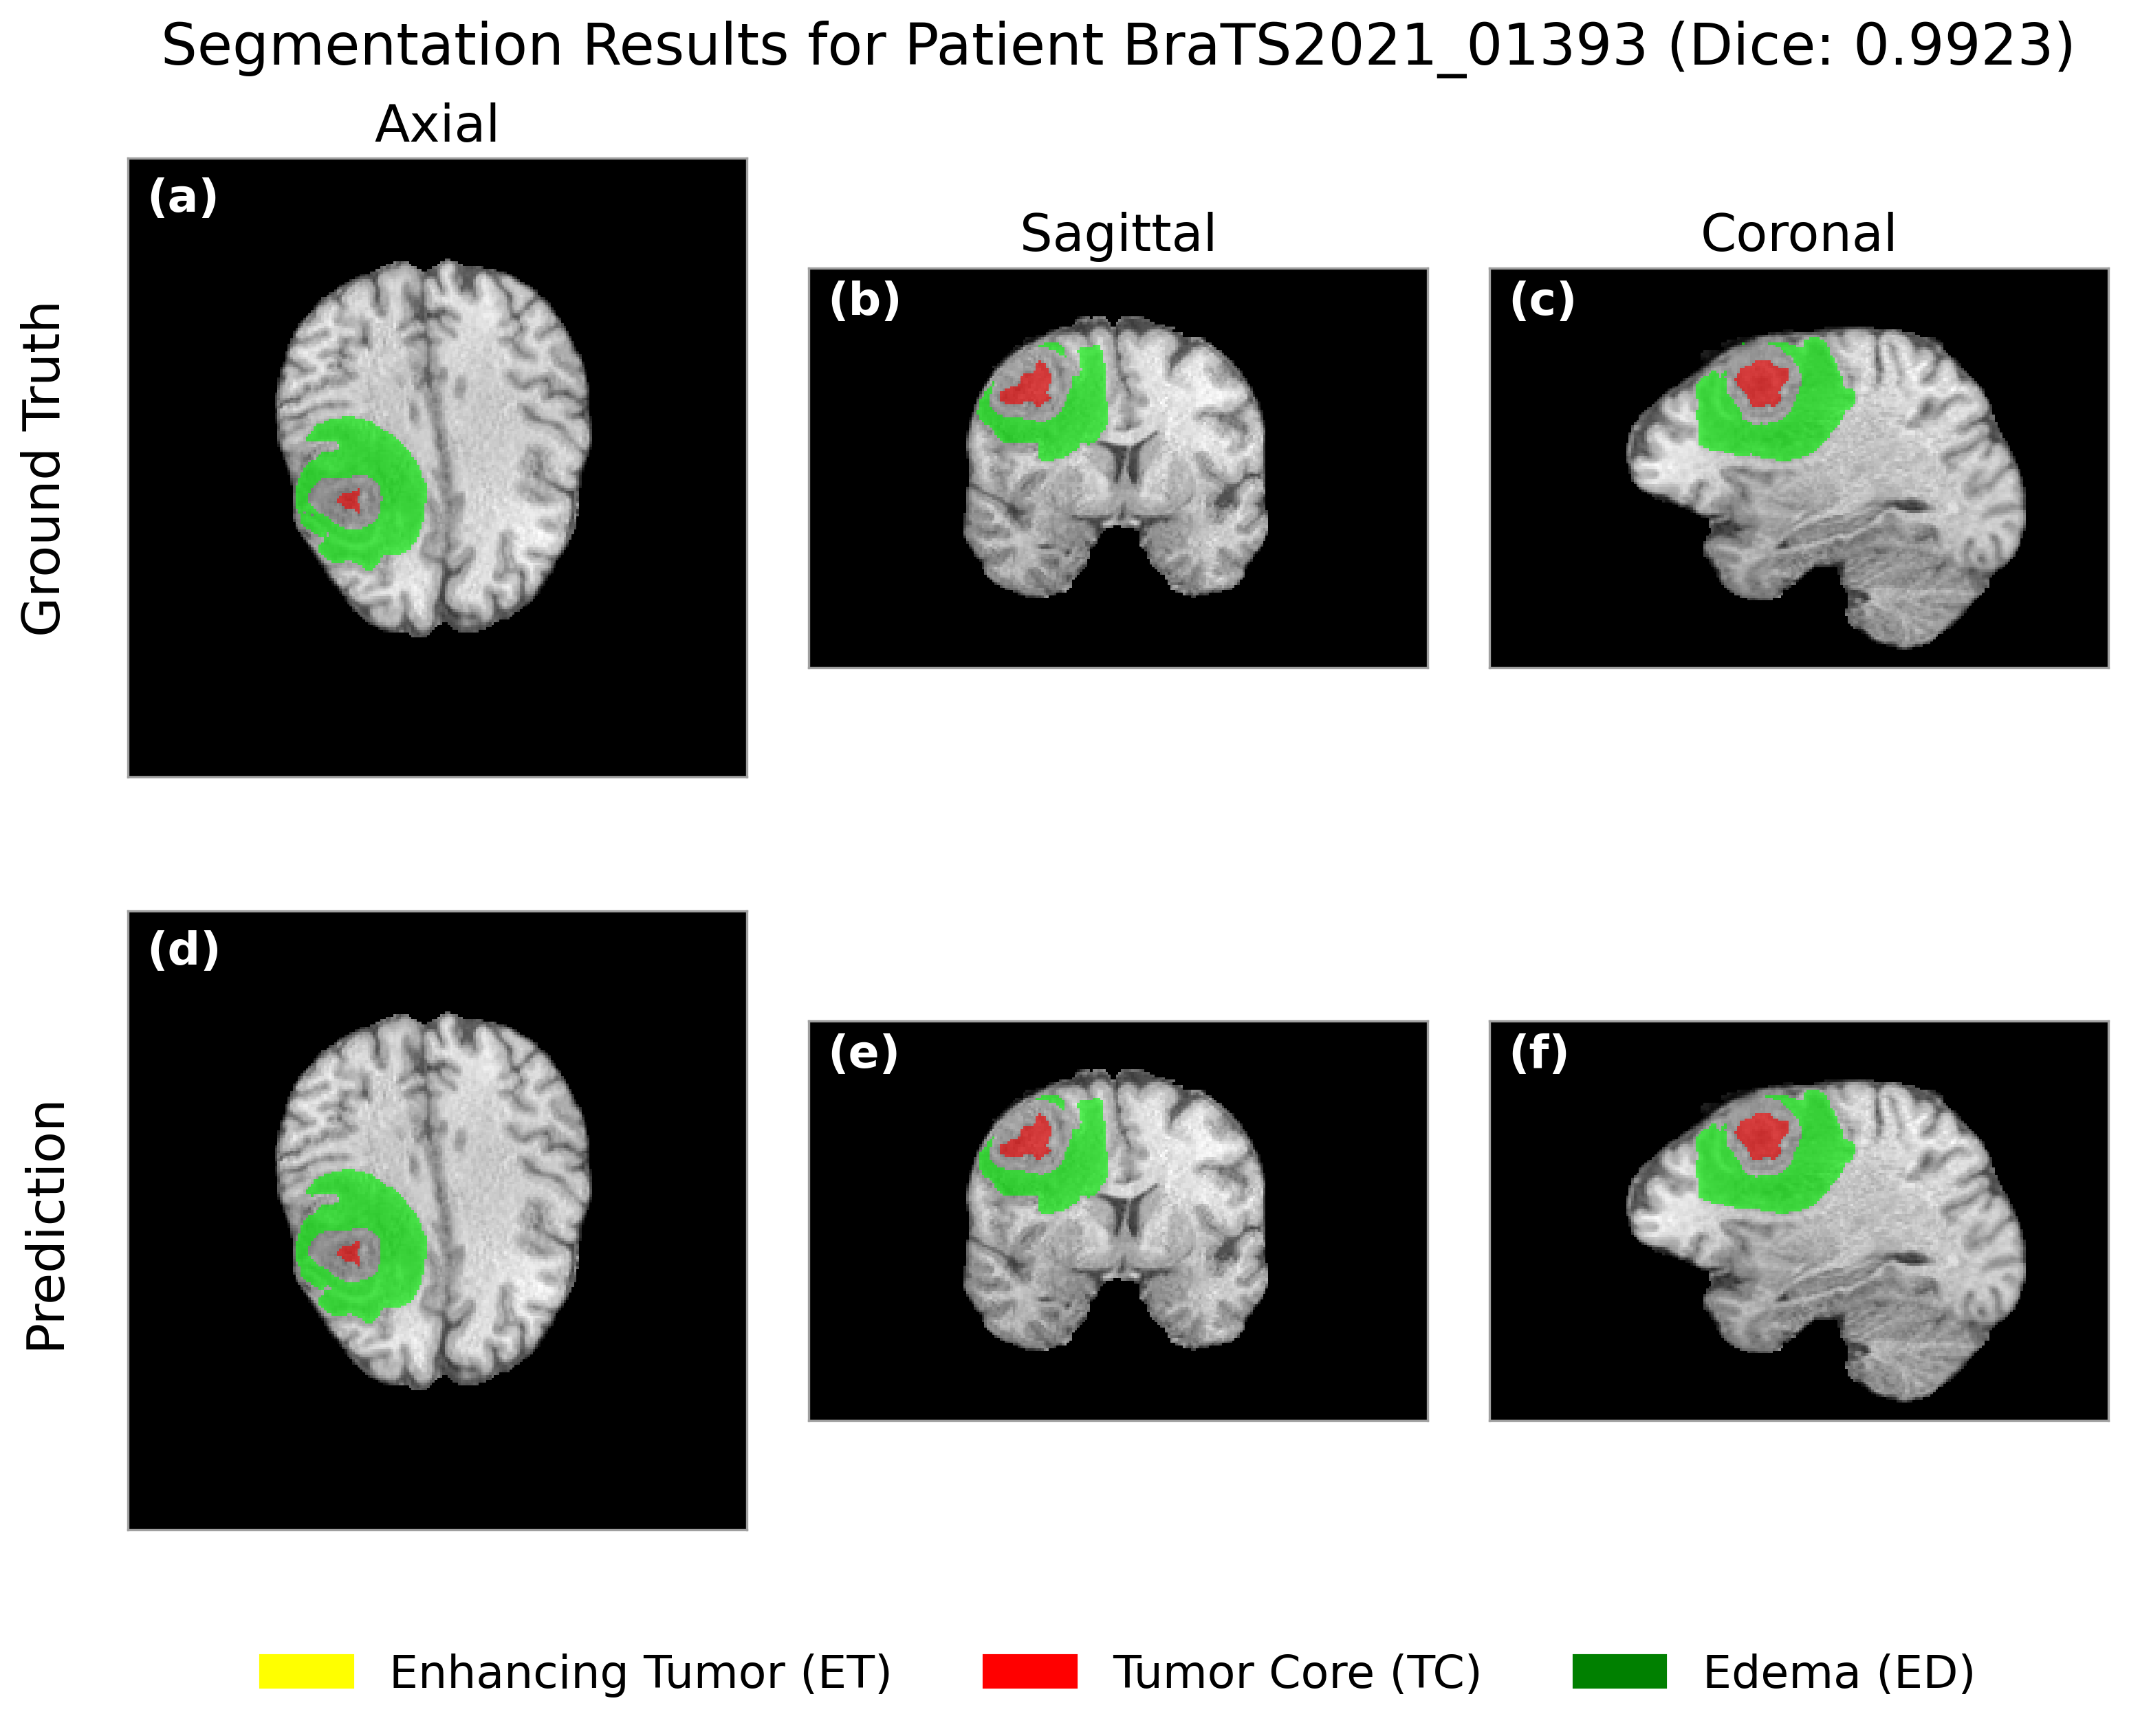 Segmentation Results for Patient BraTS2021_01393 (Dice: 0.9923)
Axial
Sagittal
Coronal
Ground Truth
(a)
(b)
(c)
Prediction
(d)
(e)
(f)
Enhancing Tumor (ET)
Tumor Core (TC)
Edema (ED)